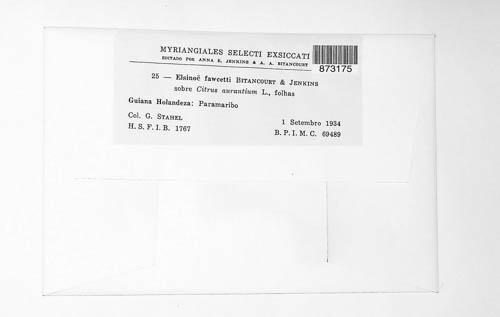 MYRIANGIALES SELECTI EXSICCATI
EDITADO POR ANNA E. JENKINS & A. A. BITANCOURT
873175
25 — Elsinoë fawcetti BITANCOURT & JENKINS
sobre Citrus aurantium L., folhas
Guiana Holandeza: Paramaribo
Col. G. STAHEL 1 Setembro 1934
H. S. F. I. B. 1767 B. P. I. M. C. 69489